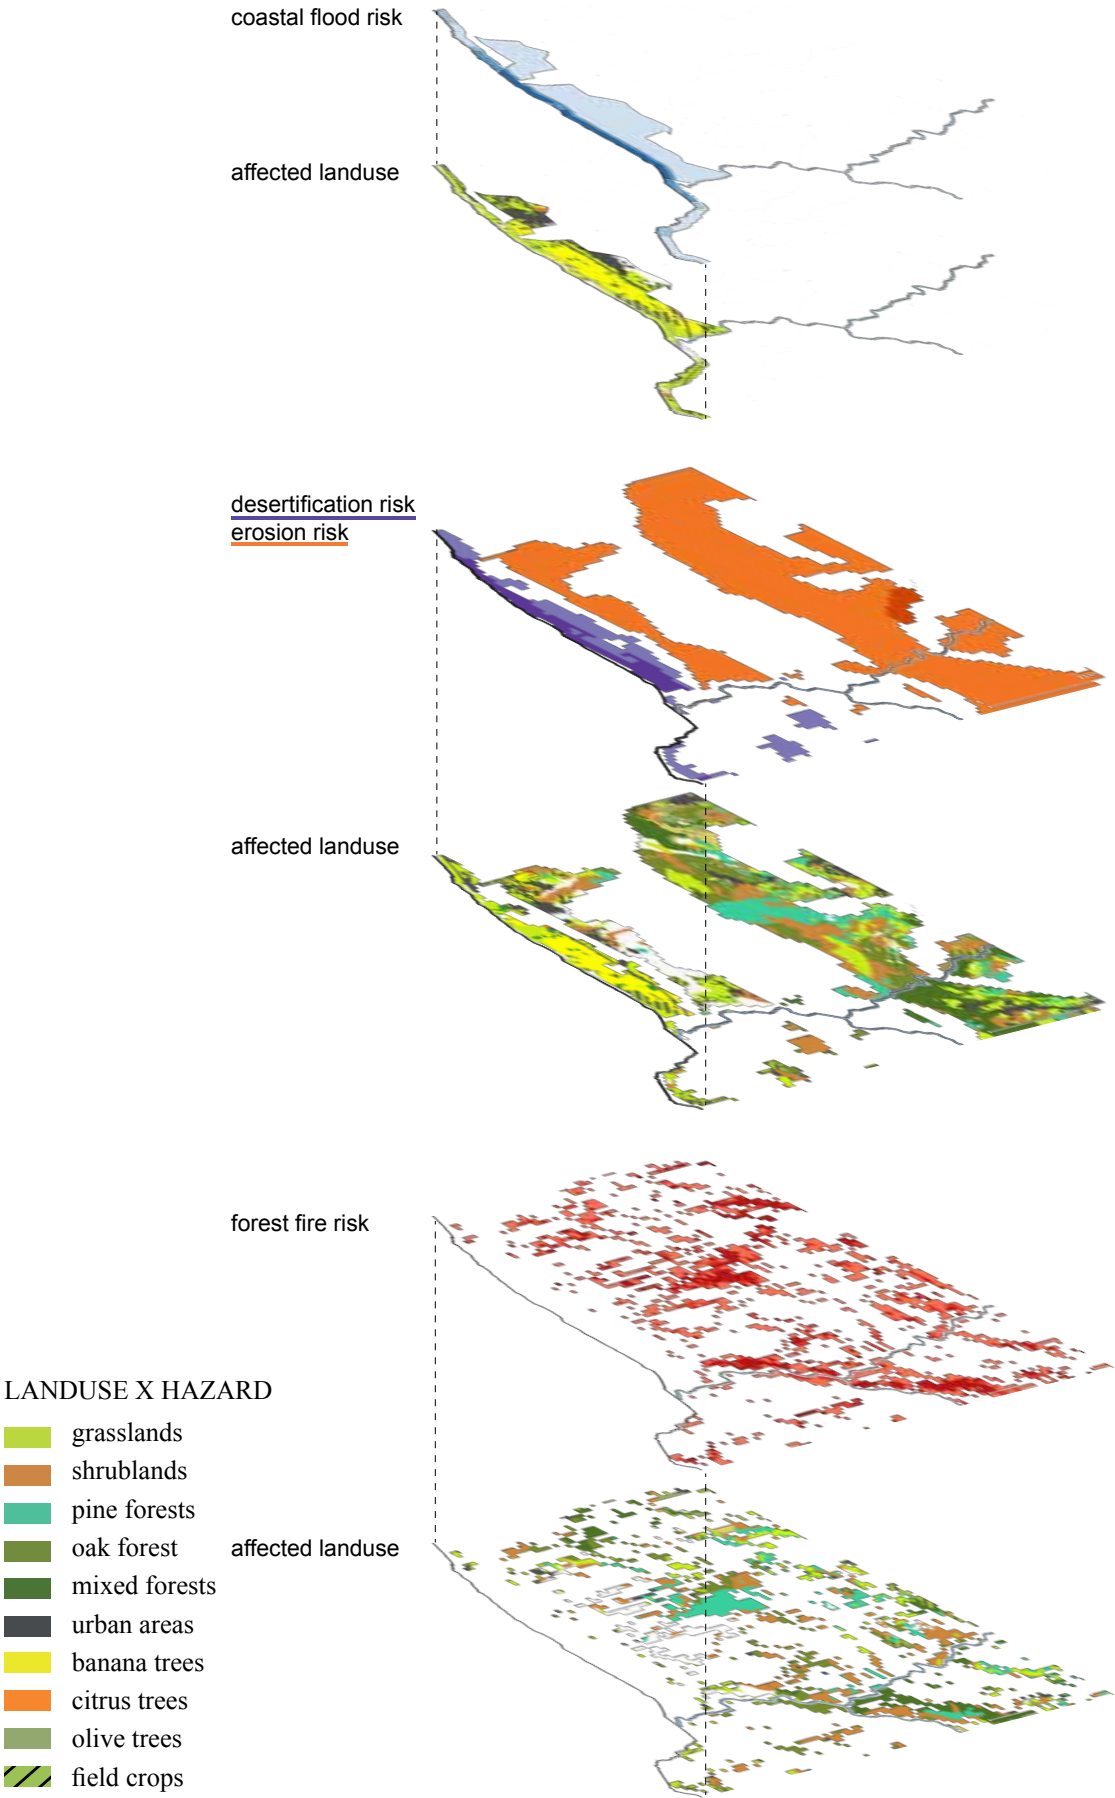 coastal flood risk
affected landuse
desertification risk
erosion risk
affected landuse
forest fire risk
affected landuse
LANDUSE X HAZARD
grasslands
shrublands
pine forests
oak forest
mixed forests
urban areas
banana trees
citrus trees
olive trees
field crops